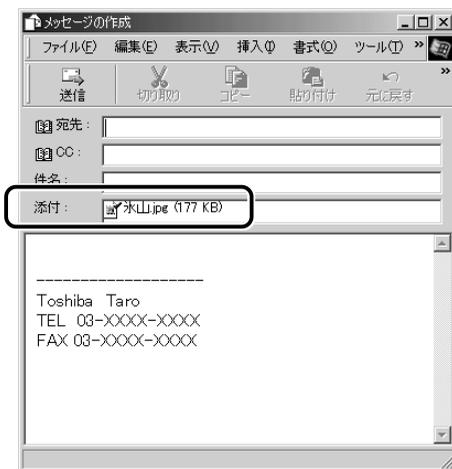 メッセージの作成
ファイル(F) 編集(E) 表示(V) 挿入(I) 書式(O) ツール(T) »
送信 切り取り コピー 貼り付け 元に戻す »
宛先:
CC:
件名:
添付: 氷山.jpg (177 KB)
--------------------
Toshiba Taro
TEL 03-XXXX-XXXX
FAX 03-XXXX-XXXX